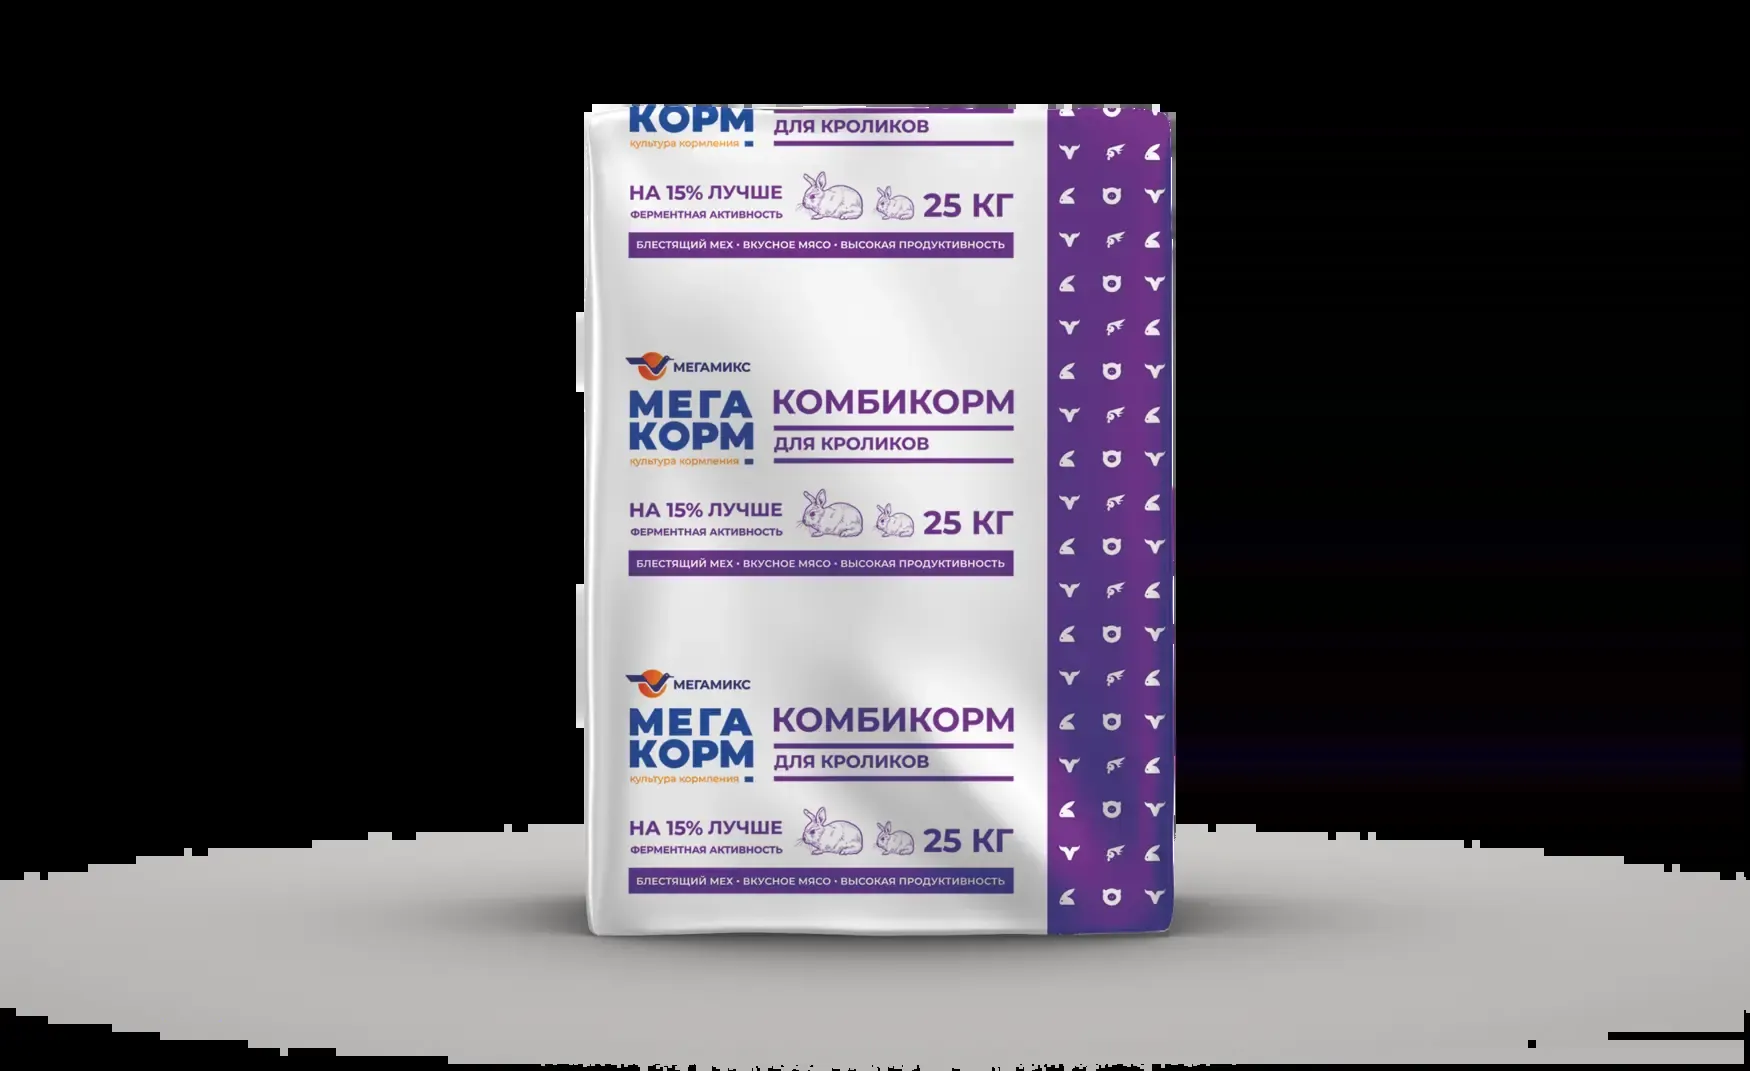 КОРМ
культура кормления
ДЛЯ КРОЛИКОВ
НА 15% ЛУЧШЕ
ФЕРМЕНТНАЯ АКТИВНОСТЬ
25 КГ
БЛЕСТЯЩИЙ МЕХ • ВКУСНОЕ МЯСО • ВЫСОКАЯ ПРОДУКТИВНОСТЬ
МЕГАМИКС
МЕГА
КОРМ
культура кормления
КОМБИКОРМ
ДЛЯ КРОЛИКОВ
НА 15% ЛУЧШЕ
ФЕРМЕНТНАЯ АКТИВНОСТЬ
25 КГ
БЛЕСТЯЩИЙ МЕХ • ВКУСНОЕ МЯСО • ВЫСОКАЯ ПРОДУКТИВНОСТЬ
МЕГАМИКС
МЕГА
КОРМ
культура кормления
КОМБИКОРМ
ДЛЯ КРОЛИКОВ
НА 15% ЛУЧШЕ
ФЕРМЕНТНАЯ АКТИВНОСТЬ
25 КГ
БЛЕСТЯЩИЙ МЕХ • ВКУСНОЕ МЯСО • ВЫСОКАЯ ПРОДУКТИВНОСТЬ